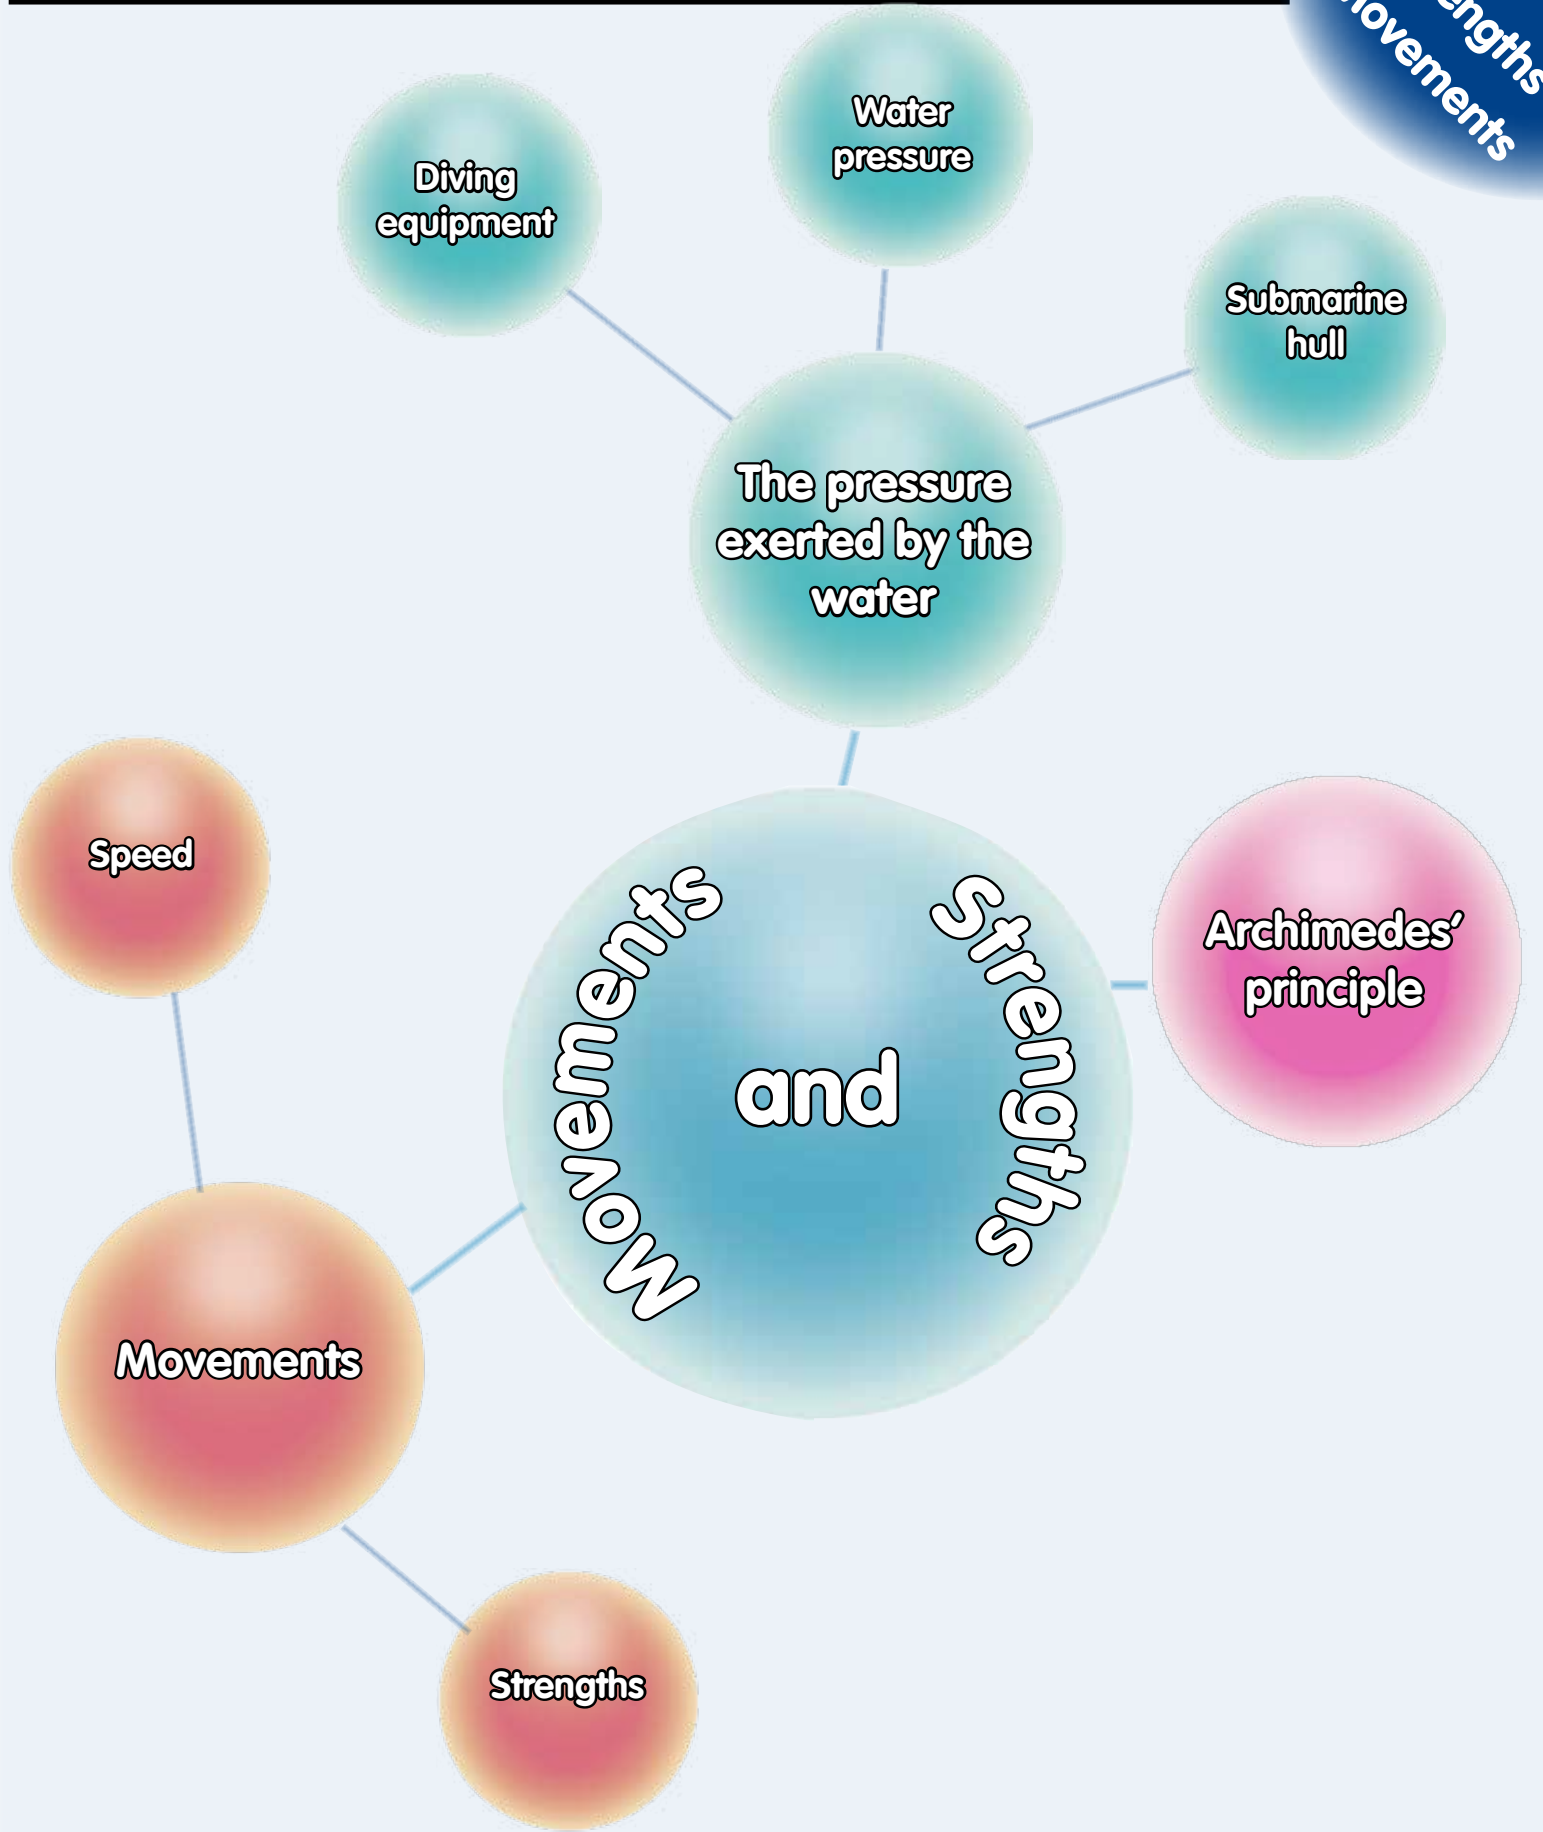 Movements
Water
pressure
Diving
equipment
Submarine
hull
The pressure
exerted by the
water
Speed
Movements
and
Strengths
Archimedes’
principle
Movements
Strengths